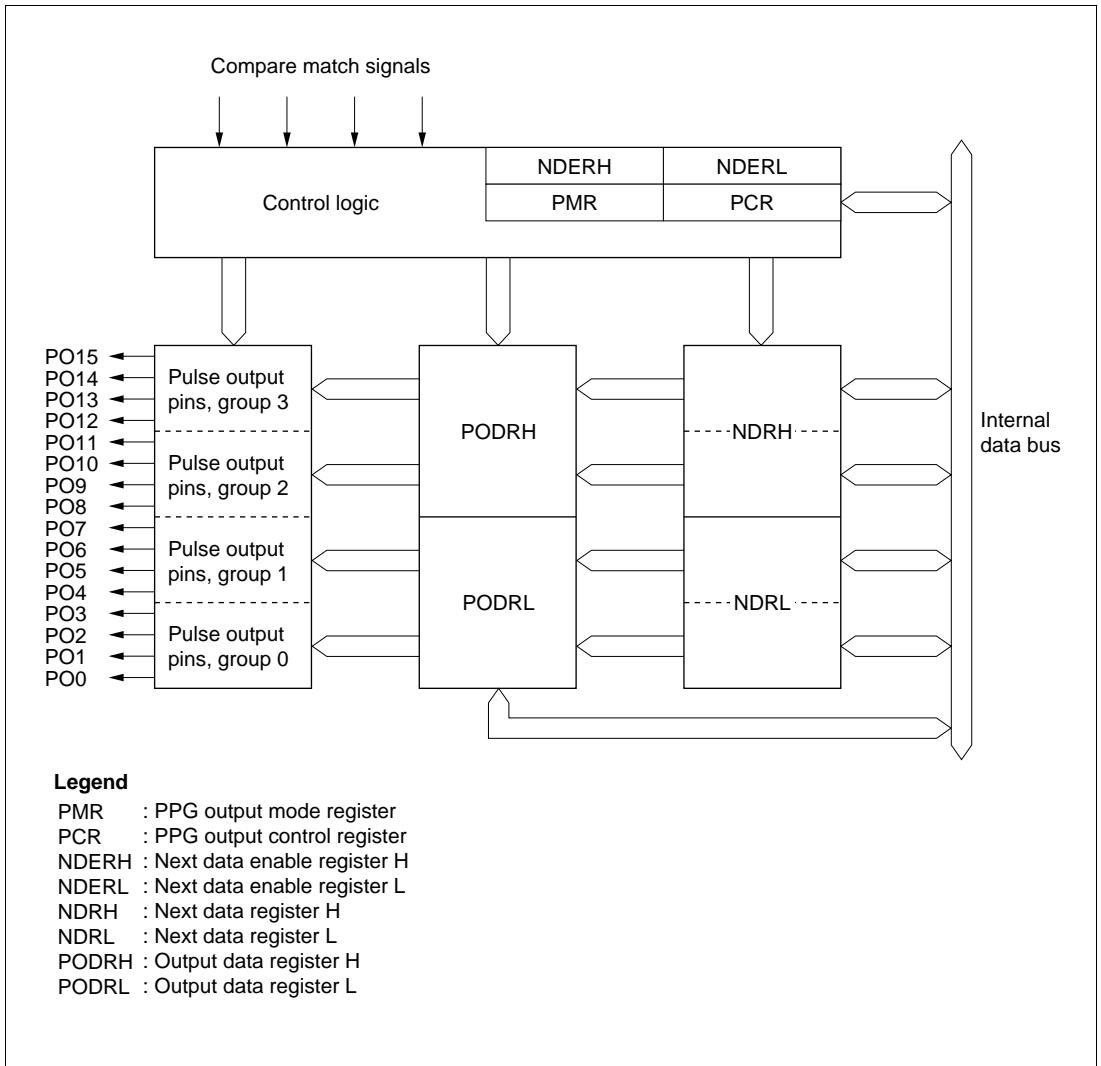 Compare match signals
NDERH
NDERL
Control logic
PMR
PCR
PO15
PO14
PO13
PO12
PO11
PO10
PO9
PO8
PO7
PO6
PO5
PO4
PO3
PO2
PO1
PO0
Pulse output
pins, group 3
Pulse output
pins, group 2
Pulse output
pins, group 1
Pulse output
pins, group 0
PODRH
PODRL
NDRH
NDRL
Internal
data bus
Legend
PMR : PPG output mode register
PCR : PPG output control register
NDERH : Next data enable register H
NDERL : Next data enable register L
NDRH : Next data register H
NDRL : Next data register L
PODRH : Output data register H
PODRL : Output data register L